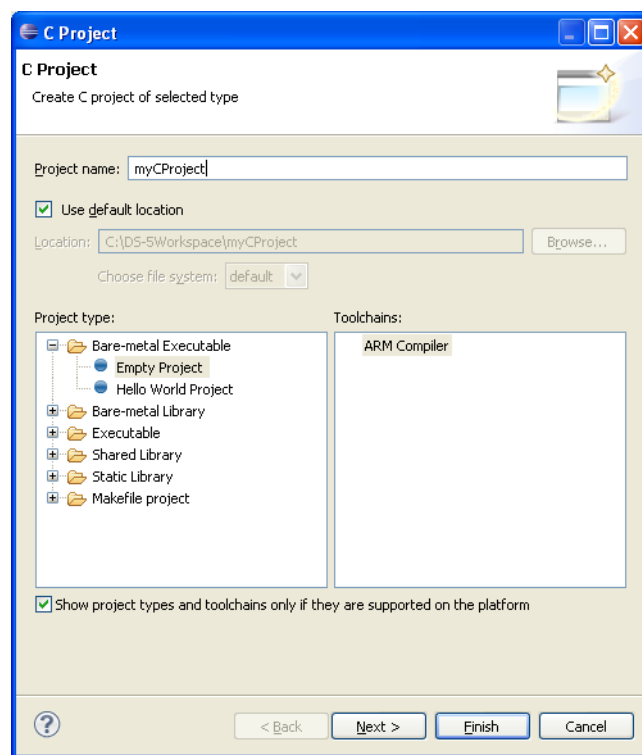 C Project
C Project
Create C project of selected type
Project name: myCProject
Use default location
Location: C:\DS-5Workspace\myCProject Browse...
Choose file system: default
Project type: Toolchains:
Bare-metal Executable ARM Compiler
Empty Project
Hello World Project
Bare-metal Library
Executable
Shared Library
Static Library
Makefile project
Show project types and toolchains only if they are supported on the platform
? < Back Next > Finish Cancel